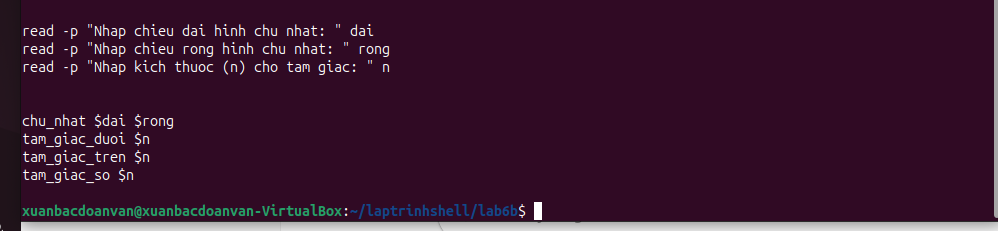 read -p "Nhap chieu dai hinh chu nhat: " dai
read -p "Nhap chieu rong hinh chu nhat: " rong
read -p "Nhap kich thuoc (n) cho tam giac: " n
chu_nhat $dai $rong
tam_giac_duoi $n
tam_giac_tren $n
tam_giac_so $n
xuanbacdoanvan@xuanbacdoanvan-VirtualBox:~/laptrinhshell/lab6b$